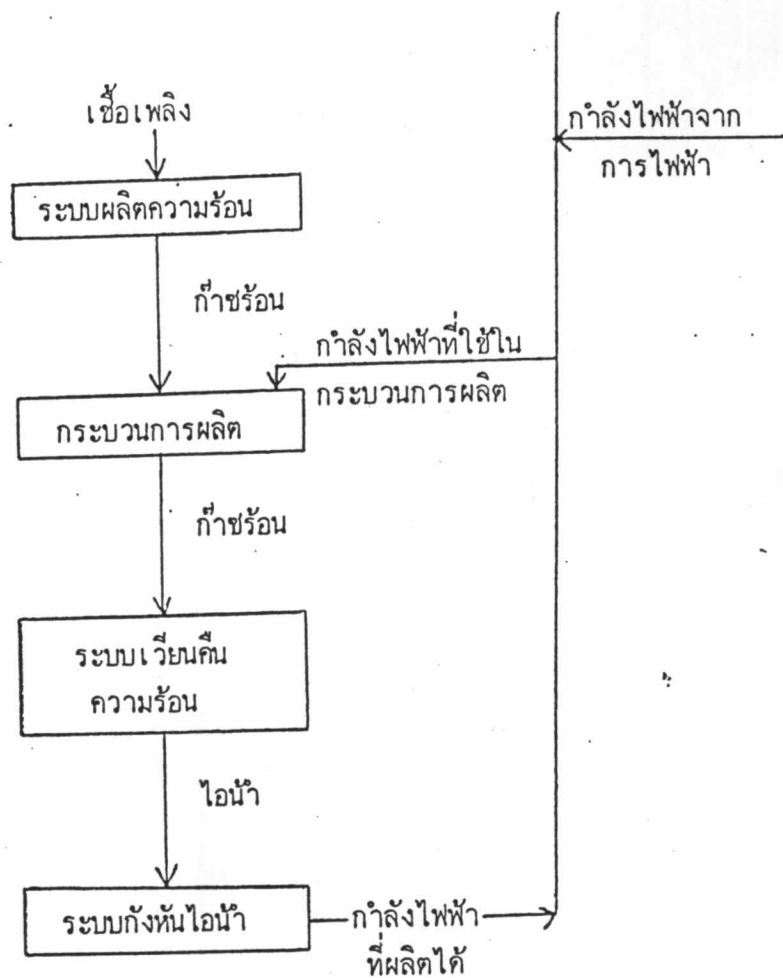 เชื้อเพลิง
กำลังไฟฟ้าจาก
การไฟฟ้า
ระบบผลิตความร้อน
ก๊าซร้อน
กำลังไฟฟ้าที่ใช้ใน
กระบวนการผลิต
กระบวนการผลิต
ก๊าซร้อน
ระบบเวียนคืน
ความร้อน
ไอน้ำ
ระบบกังหันไอน้ำ
กำลังไฟฟ้า
ที่ผลิตได้